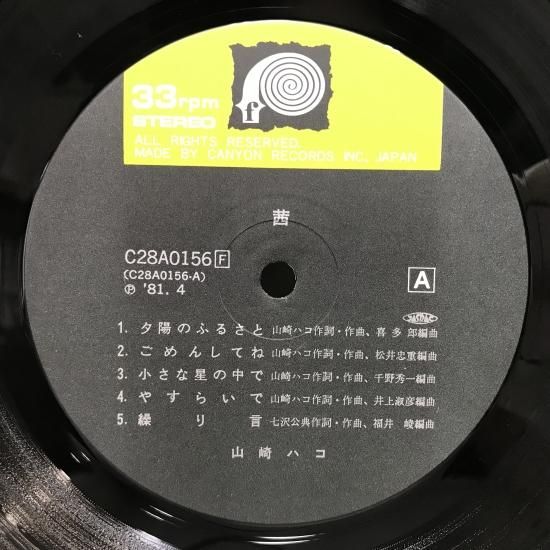 33rpm
STEREO
f
ALL RIGHTS RESERVED.
MADE BY CANYON RECORDS INC., JAPAN
茜
C28A0156 F
(C28A0156-A)
Ⓟ '81. 4
A
JASRAC
1. 夕陽のふるさと 山崎ハコ作詞・作曲、喜多郎編曲
2. ごめんしてね 山崎ハコ作詞・作曲、松井忠重編曲
3. 小さな星の中で 山崎ハコ作詞・作曲、千野秀一編曲
4. やすらいで 山崎ハコ作詞・作曲、井上淑彦編曲
5. 繰り言 七沢公典作詞・作曲、福井峻編曲
山崎ハコ